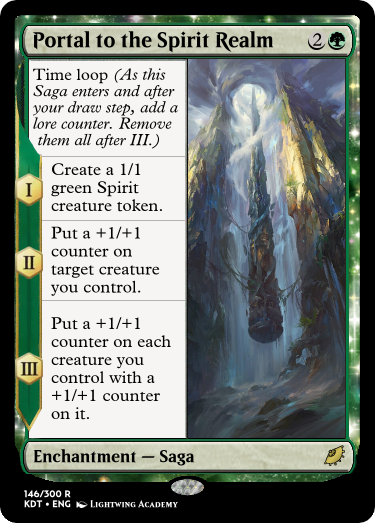 Portal to the Spirit Realm 2
Time loop (As this
Saga enters and after
your draw step, add a
lore counter. Remove
them all after III.)
I
Create a 1/1
green Spirit
creature token.
II
Put a +1/+1
counter on
target creature
you control.
III
Put a +1/+1
counter on each
creature you
control with a
+1/+1 counter
on it.
Enchantment — Saga
146/300 R
KDT • ENG Lightwing Academy